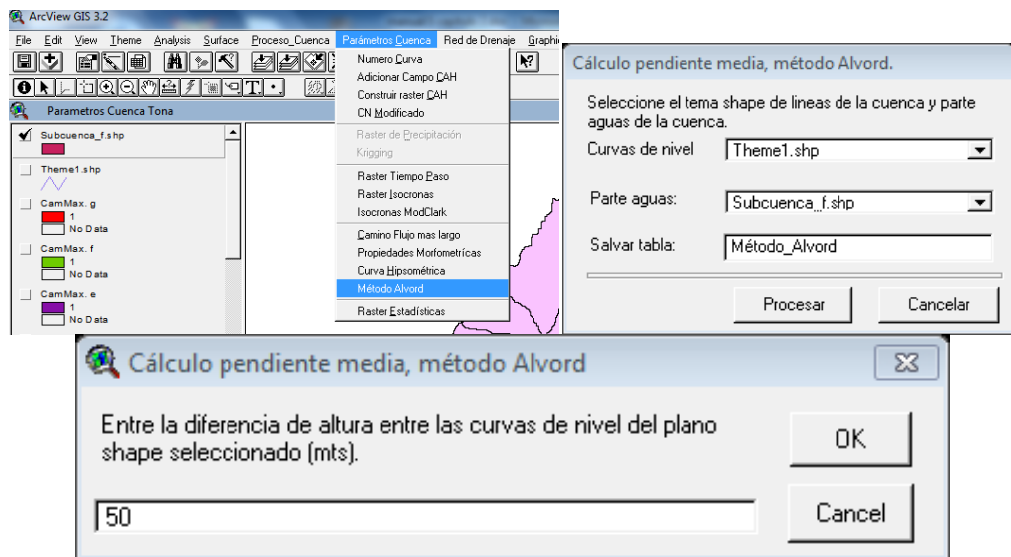 ArcView GIS 3.2
File Edit View Theme Analysis Surface Proceso_Cuenca Parámetros Cuenca Red de Drenaje Graphi
Parametros Cuenca Tona
Subcuenca_f.shp
Theme1.shp
CamMax. g
1
No Data
CamMax. f
1
No Data
CamMax. e
1
No Data
Numero Curva
Adicionar Campo CAH
Construir raster CAH
CN Modificado
Raster de Precipitación
Krigging
Raster Tiempo Paso
Raster Isocronas
Isocronas ModClark
Camino Flujo mas largo
Propiedades Morfometrícas
Curva Hipsométrica
Método Alvord
Raster Estadísticas
Cálculo pendiente media, método Alvord.
Seleccione el tema shape de lineas de la cuenca y parte
aguas de la cuenca.
Curvas de nivel Theme1.shp
Parte aguas: Subcuenca_f.shp
Salvar tabla: Método_Alvord
Procesar Cancelar
Cálculo pendiente media, método Alvord
Entre la diferencia de altura entre las curvas de nivel del plano
shape seleccionado (mts).
OK
50
Cancel